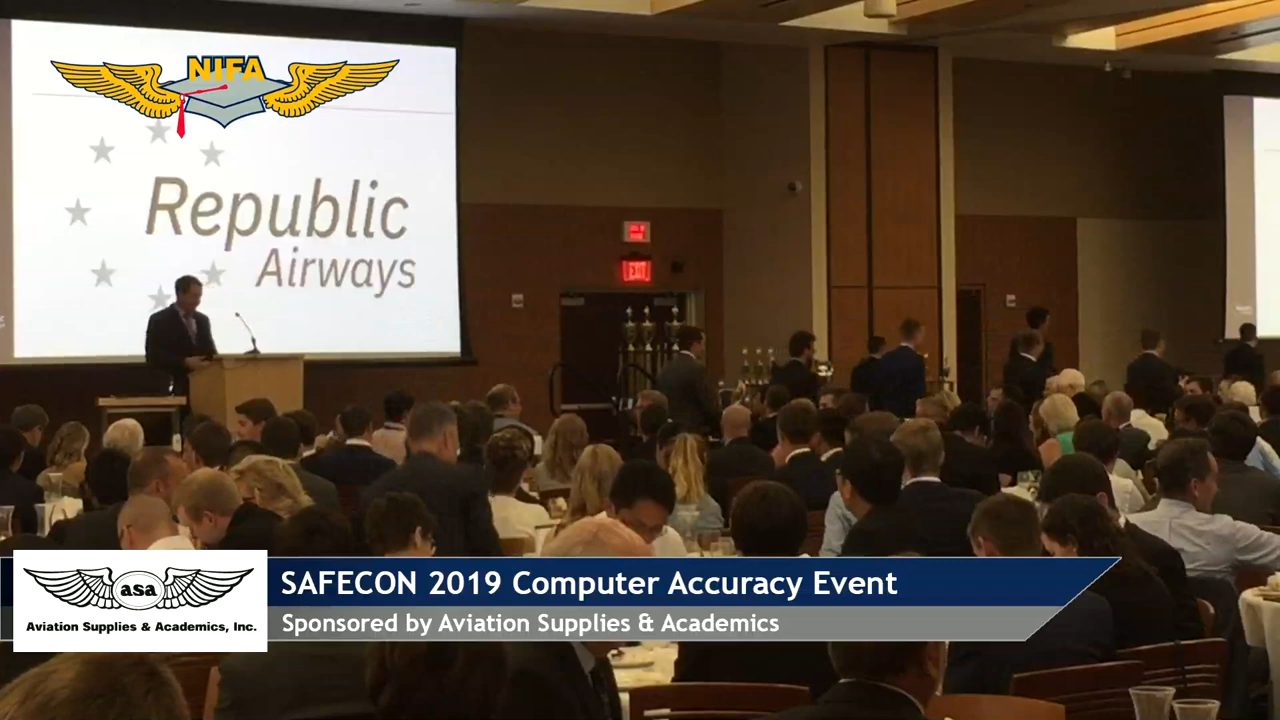 NIFA
Republic
Airways
EXIT
asa
Aviation Supplies & Academics, Inc.
SAFECON 2019 Computer Accuracy Event
Sponsored by Aviation Supplies & Academics